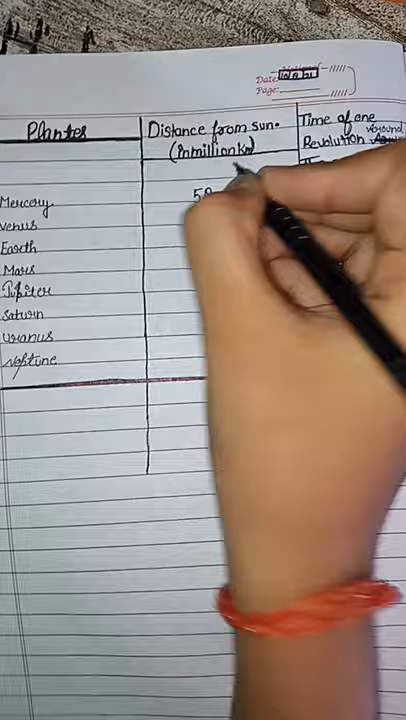 Date:
Page:
Plantes
Distance from sun.
(in million km)
Time of one
Revolution
Mercury
Venus
Earth
Mars
Jupiter
Saturn
Uranus
Neptune